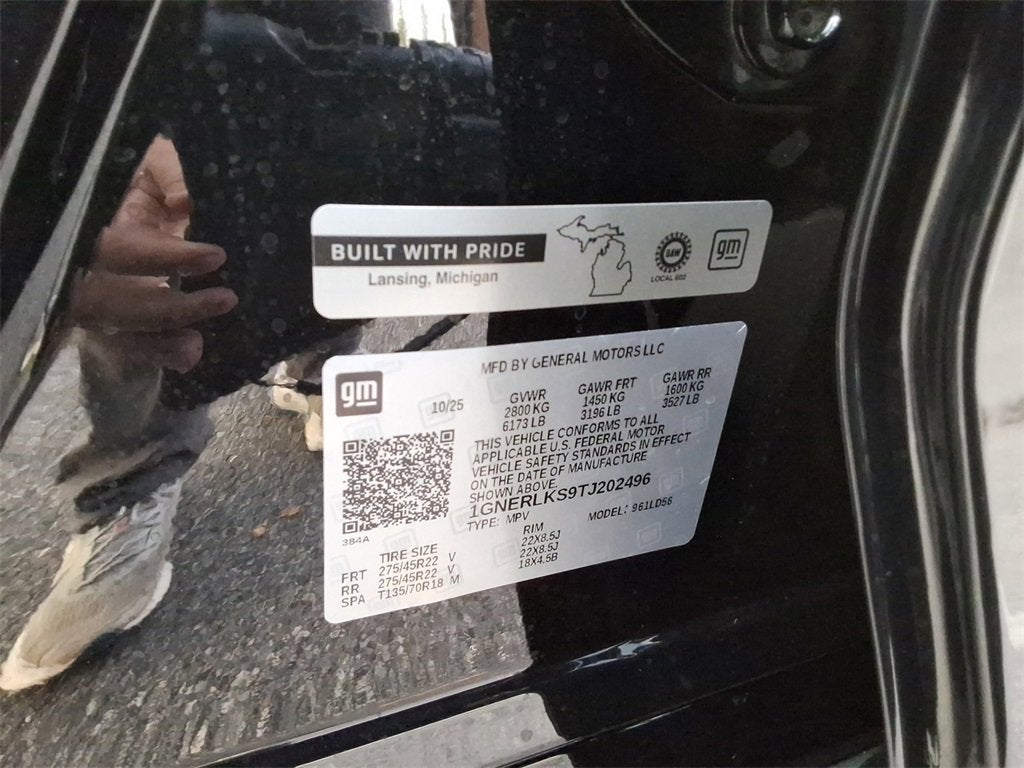 BUILT WITH PRIDE
Lansing, Michigan
UAW
LOCAL 602
gm
gm
MFD BY GENERAL MOTORS LLC
10/25
GVWR
2800 KG
6173 LB
GAWR FRT
1450 KG
3196 LB
GAWR RR
1600 KG
3527 LB
THIS VEHICLE CONFORMS TO ALL
APPLICABLE U.S. FEDERAL MOTOR
VEHICLE SAFETY STANDARDS IN EFFECT
ON THE DATE OF MANUFACTURE
SHOWN ABOVE.
1GNERLKS9TJ202496
TYPE: MPV MODEL: 961LD56
384A
TIRE SIZE RIM
FRT 275/45R22 V 22X8.5J
RR 275/45R22 V 22X8.5J
SPA T135/70R18 M 18X4.5B